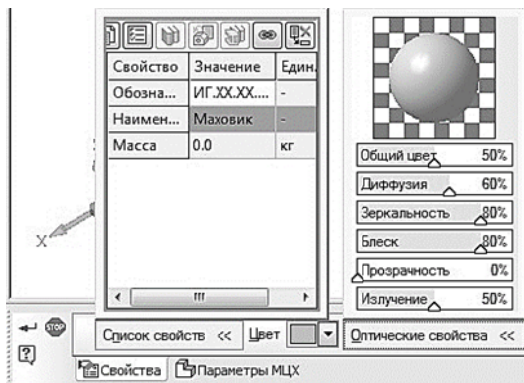 Свойство Значение Един.
Обозна... ИГ.XX.XX.... -
Наимен... Маховик -
Масса 0.0 кг
Общий цвет 50%
Диффузия 60%
Зеркальность 80%
Блеск 80%
Прозрачность 0%
Излучение 50%
X
Список свойств << Цвет Оптические свойства <<
Свойства Параметры МЦХ